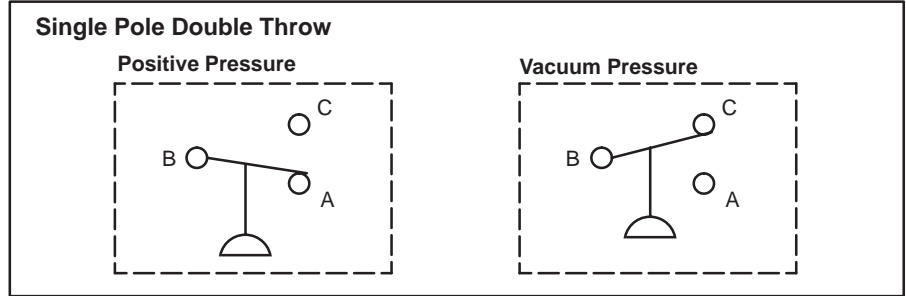 Single Pole Double Throw
Positive Pressure
C
B
A
Vacuum Pressure
C
B
A